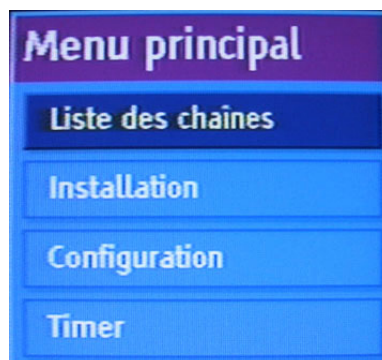 Menu principal
Liste des chaînes
Installation
Configuration
Timer